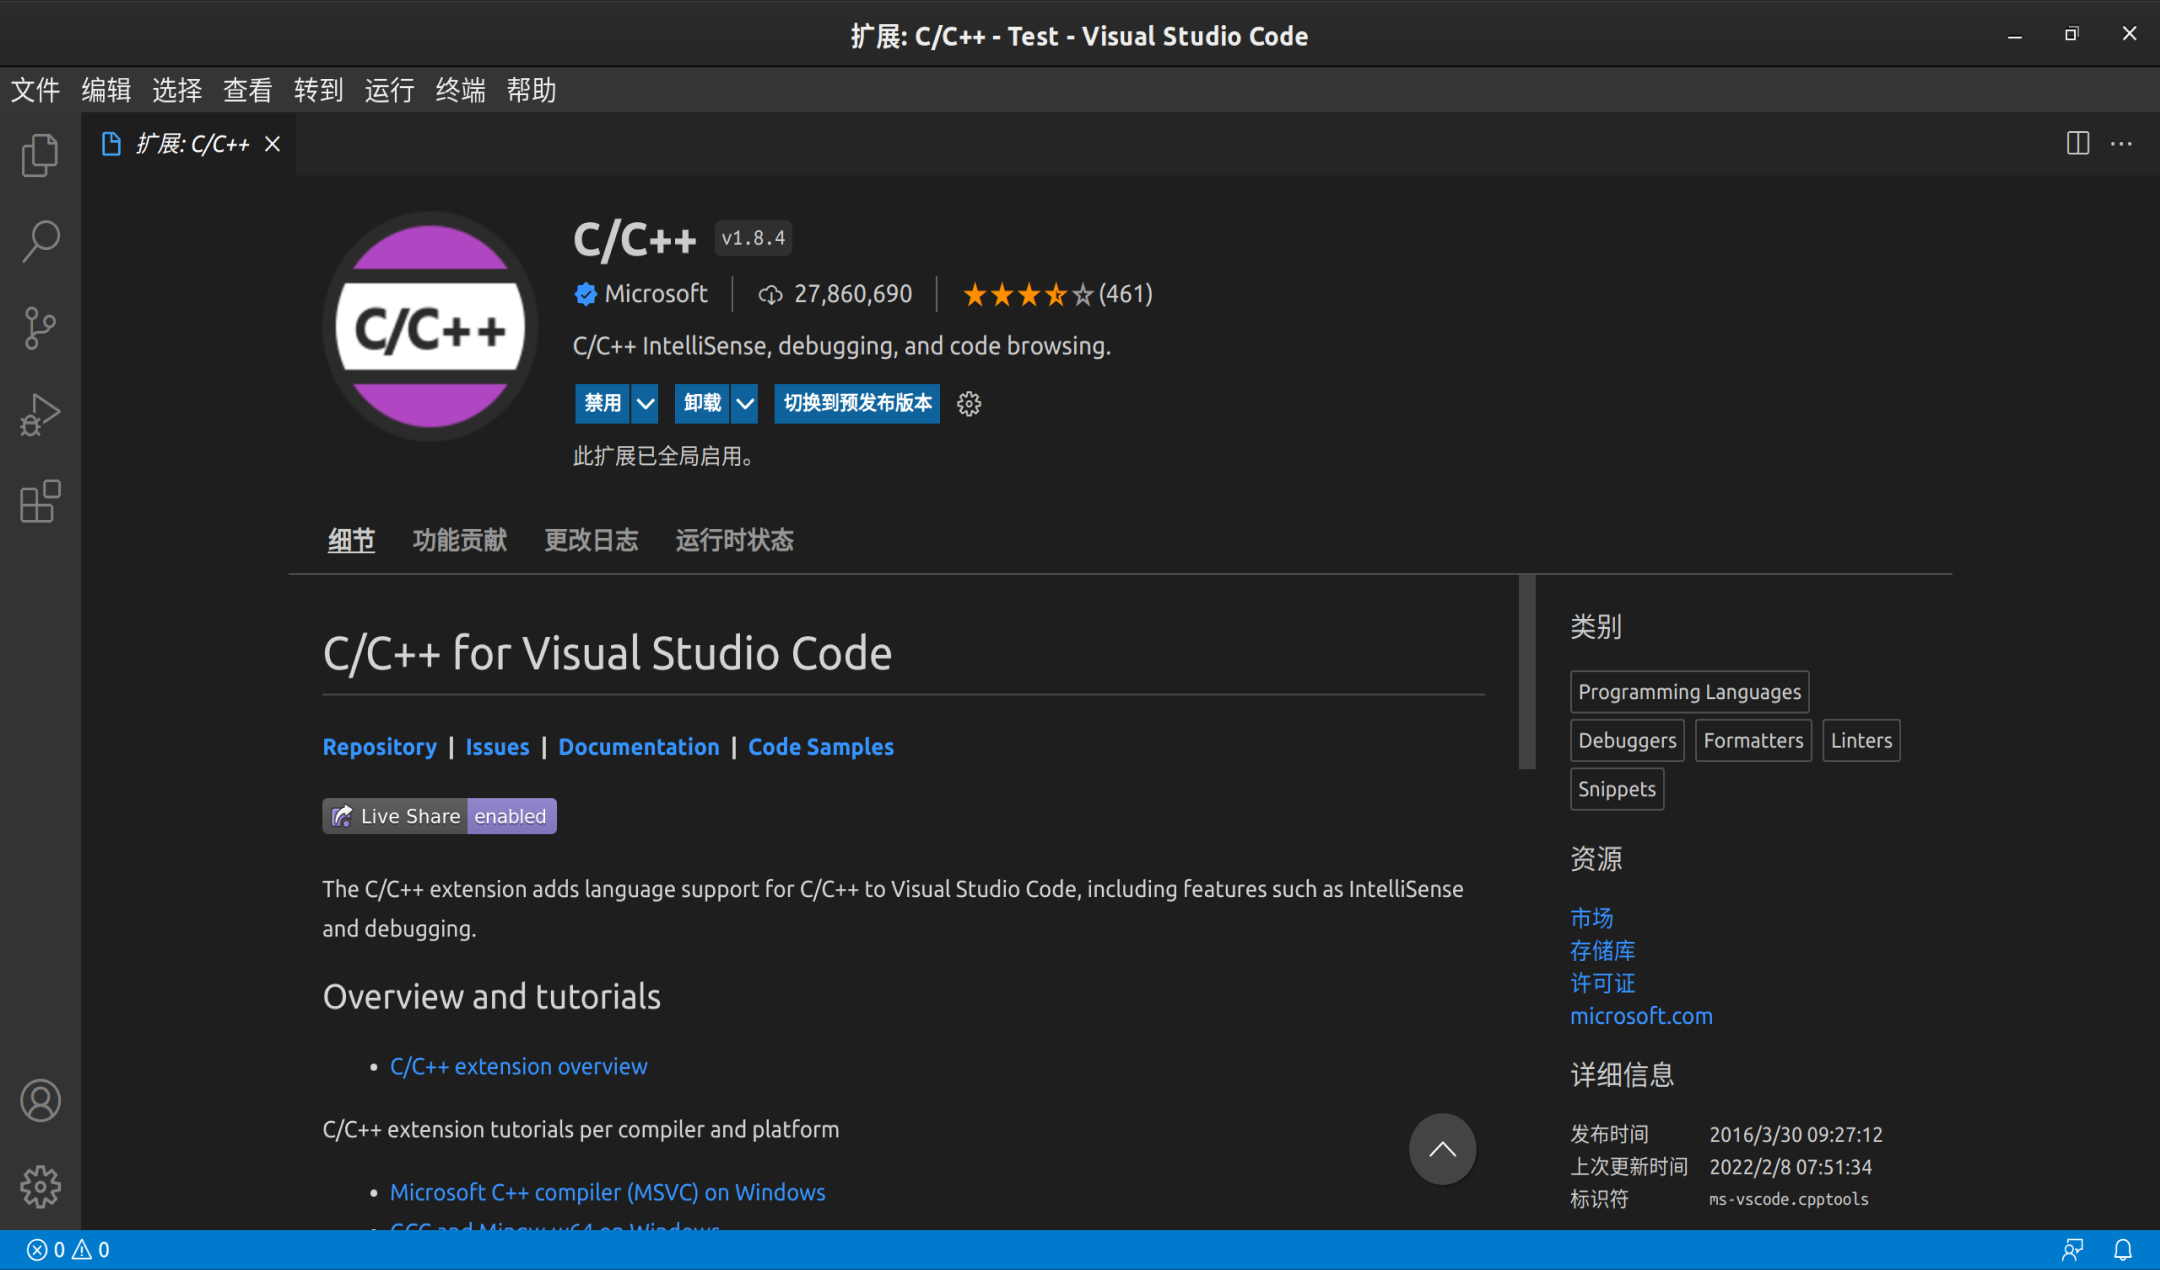 扩展: C/C++ - Test - Visual Studio Code
文件 编辑 选择 查看 转到 运行 终端 帮助
扩展: C/C++
C/C++
C/C++ v1.8.4
Microsoft 27,860,690 (461)
C/C++ IntelliSense, debugging, and code browsing.
禁用 卸载 切换到预发布版本
此扩展已全局启用。
细节 功能贡献 更改日志 运行时状态
C/C++ for Visual Studio Code
Repository | Issues | Documentation | Code Samples
Live Share enabled
The C/C++ extension adds language support for C/C++ to Visual Studio Code, including features such as IntelliSense
and debugging.
Overview and tutorials
• C/C++ extension overview
C/C++ extension tutorials per compiler and platform
• Microsoft C++ compiler (MSVC) on Windows
• GCC and Mingw-w64 on Windows
类别
Programming Languages
Debuggers Formatters Linters
Snippets
资源
市场
存储库
许可证
microsoft.com
详细信息
发布时间 2016/3/30 09:27:12
上次更新时间 2022/2/8 07:51:34
标识符 ms-vscode.cpptools
0 0